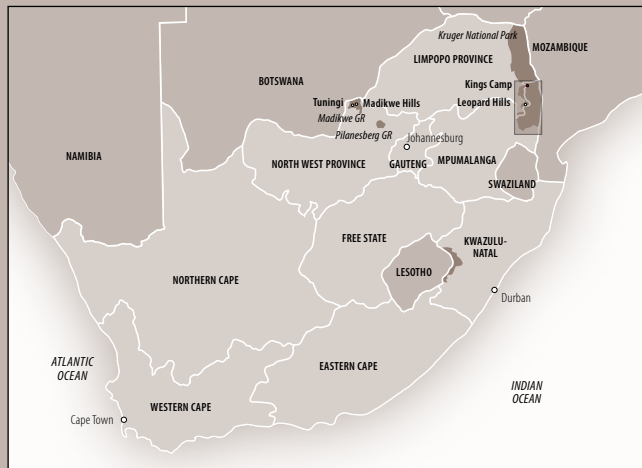 Kruger National Park
MOZAMBIQUE
LIMPOPO PROVINCE
BOTSWANA
Kings Camp
Tuningi
Madikwe Hills
Leopard Hills
Madikwe GR
Pilanesberg GR
Johannesburg
NAMIBIA
NORTH WEST PROVINCE
GAUTENG
MPUMALANGA
SWAZILAND
FREE STATE
KWAZULU-
NATAL
LESOTHO
NORTHERN CAPE
Durban
ATLANTIC
OCEAN
EASTERN CAPE
INDIAN
OCEAN
WESTERN CAPE
Cape Town